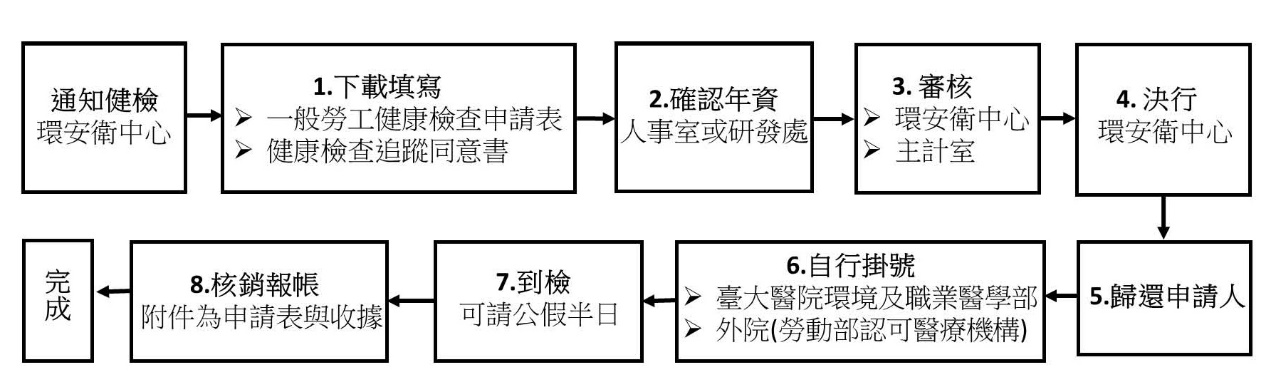 通知健檢
環安衛中心
1.下載填寫
➢ 一般勞工健康檢查申請表
➢ 健康檢查追蹤同意書
2.確認年資
人事室或研發處
3. 審核
➢ 環安衛中心
➢ 主計室
4. 決行
環安衛中心
5.歸還申請人
6.自行掛號
➢ 臺大醫院環境及職業醫學部
➢ 外院(勞動部認可醫療機構)
7.到檢
可請公假半日
8.核銷報帳
附件為申請表與收據
完成